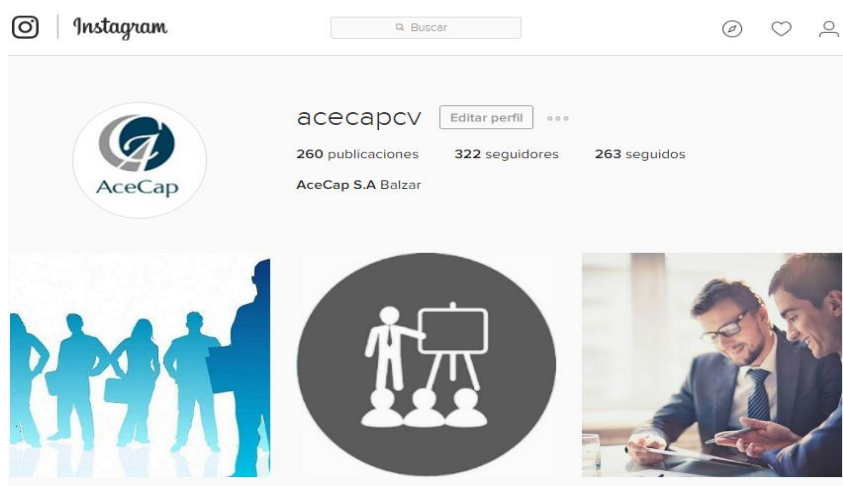 Instagram
Buscar
acecapcv Editar perfil
260 publicaciones 322 seguidores 263 seguidos
AceCap S.A Balzar
AceCap